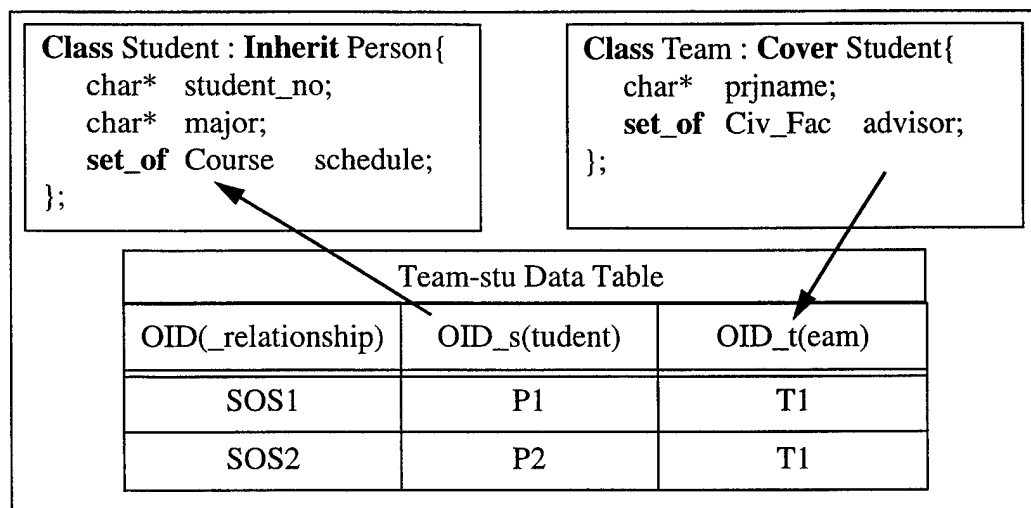 Class Student : Inherit Person{
char* student_no;
char* major;
set_of Course schedule;
};
Class Team : Cover Student{
char* prjname;
set_of Civ_Fac advisor;
};
Team-stu Data Table
OID(_relationship) OID_s(tudent) OID_t(eam)
SOS1 P1 T1
SOS2 P2 T1